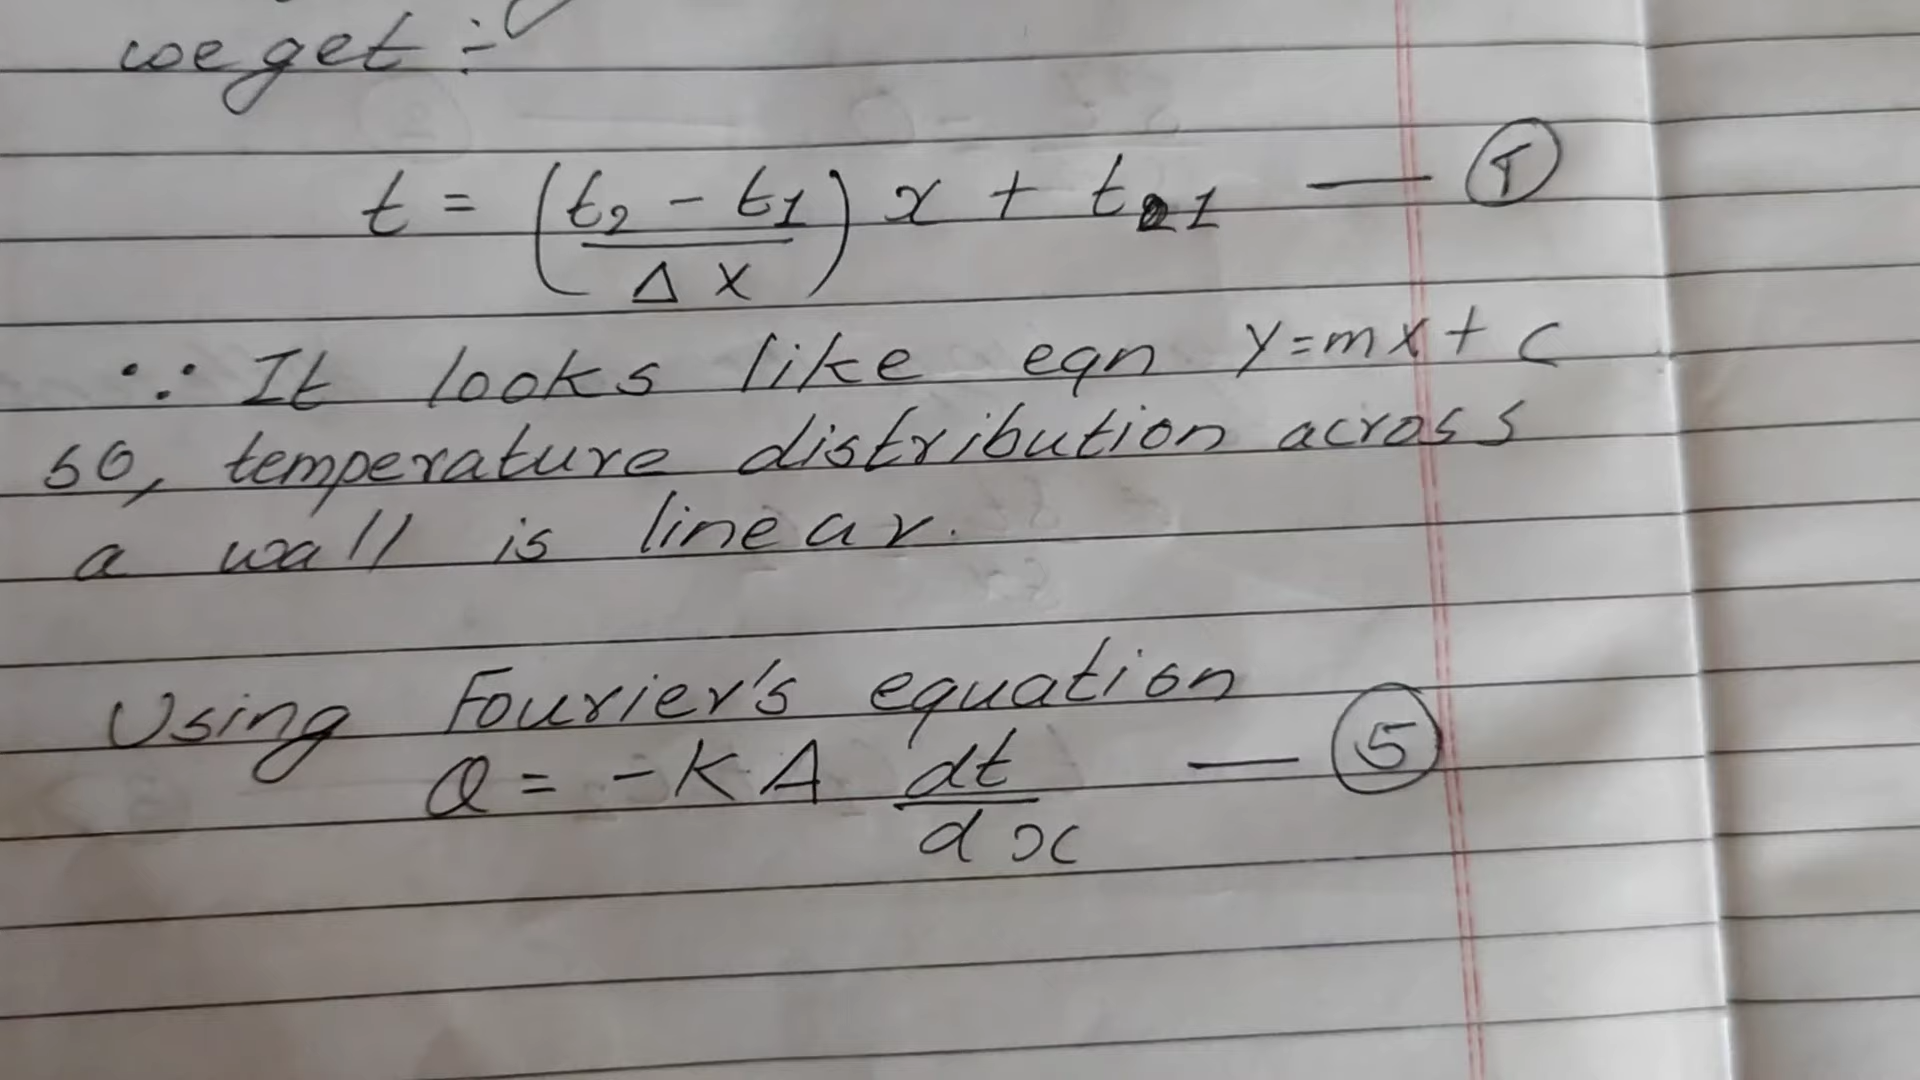 we get :-
t = (t₂ - t₁ / Δx) x + t₁ —
∵ It looks like eqn y=mx+c
so, temperature distribution across
a wall is linear.
Using Fourier's equation
Q = -KA dt/dx — ⑤